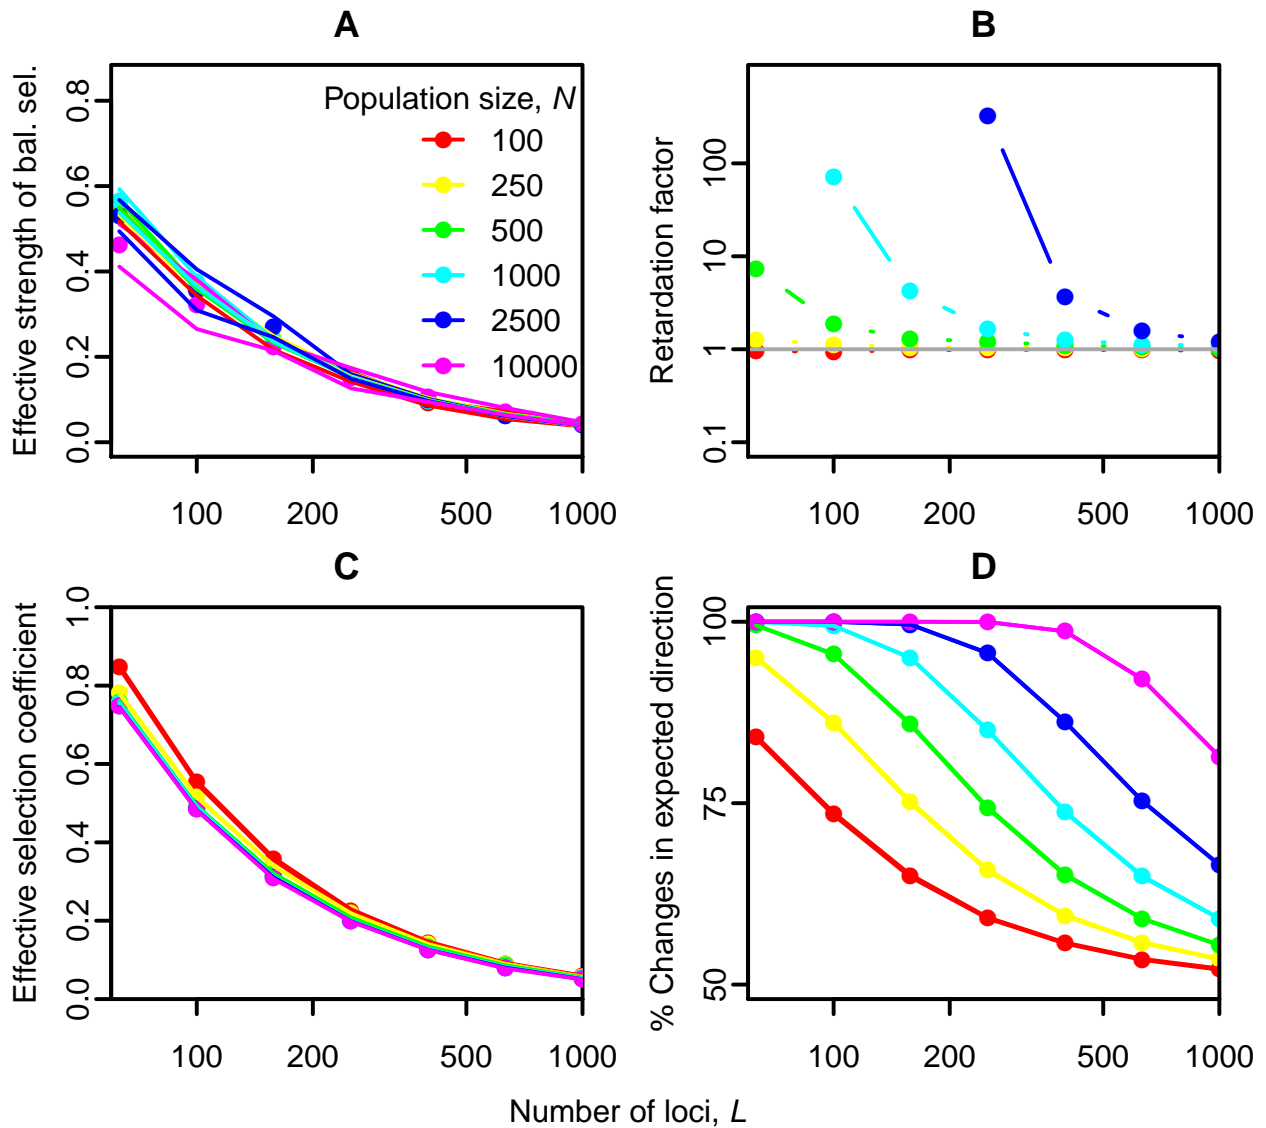 A
Effective strength of bal. sel.
0.0 0.2 0.4 0.6 0.8
Population size, N
100
250
500
1000
2500
10000
100 200 500 1000
B
Retardation factor
0.1 1 10 100
100 200 500 1000
C
Effective selection coefficient
0.0 0.2 0.4 0.6 0.8 1.0
100 200 500 1000
D
% Changes in expected direction
50 75 100
100 200 500 1000
Number of loci, L